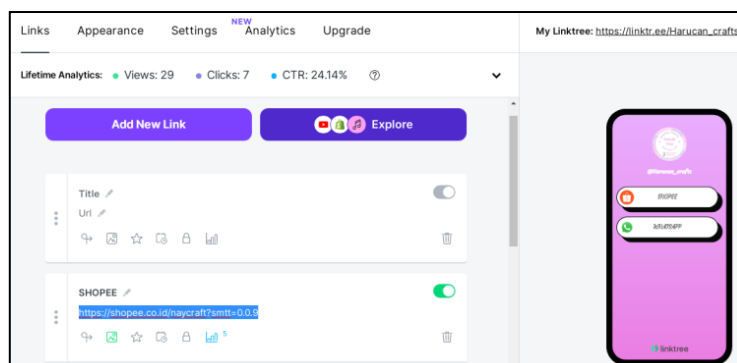 NEW
Links Appearance Settings Analytics Upgrade
My Linktree: https://linktr.ee/Harucan_crafts
Lifetime Analytics: Views: 29 Clicks: 7 CTR: 24.14%
Add New Link
Explore
Title
Url
SHOPEE
https://shopee.co.id/naycraft?smtt=0.0.9
5
@Harucan_crafts
SHOPEE
WHATSAPP
linktree